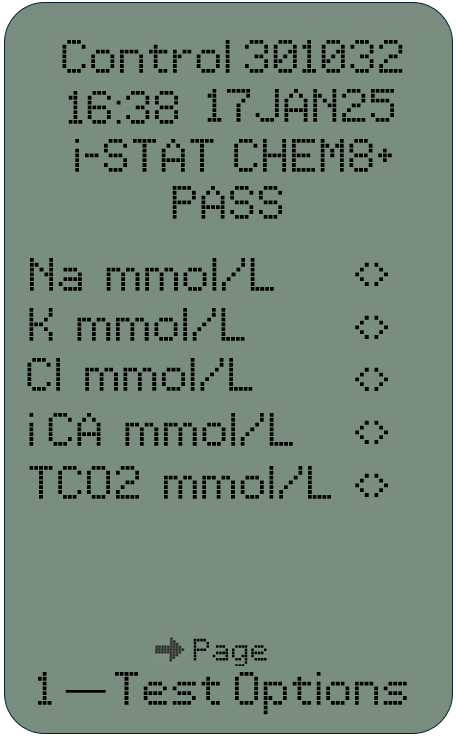 Control 301032
16:38 17JAN25
i-STAT CHEM8+
PASS
Na mmol/L <>
K mmol/L <>
Cl mmol/L <>
iCA mmol/L <>
TCO2 mmol/L <>
➡ Page
1 — Test Options